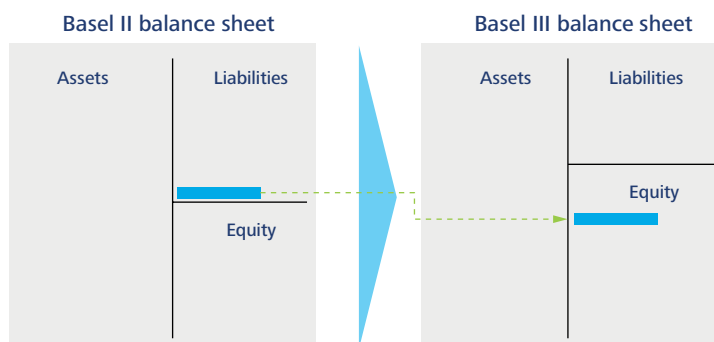 Basel II balance sheet
Assets
Liabilities
Equity
Basel III balance sheet
Assets
Liabilities
Equity